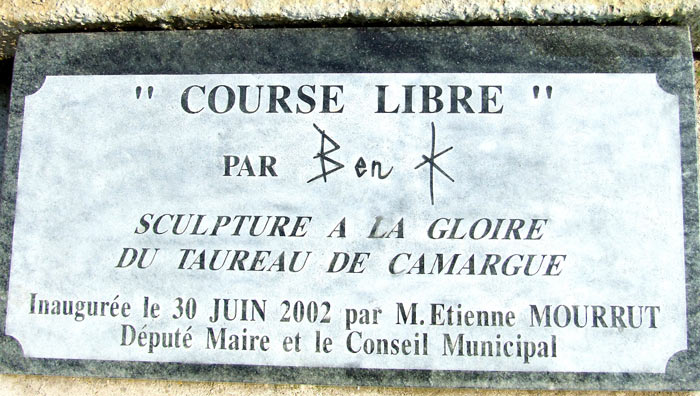 " COURSE LIBRE "
PAR Ben K
SCULPTURE A LA GLOIRE
DU TAUREAU DE CAMARGUE
Inaugurée le 30 JUIN 2002 par M.Etienne MOURRUT
Député Maire et le Conseil Municipal